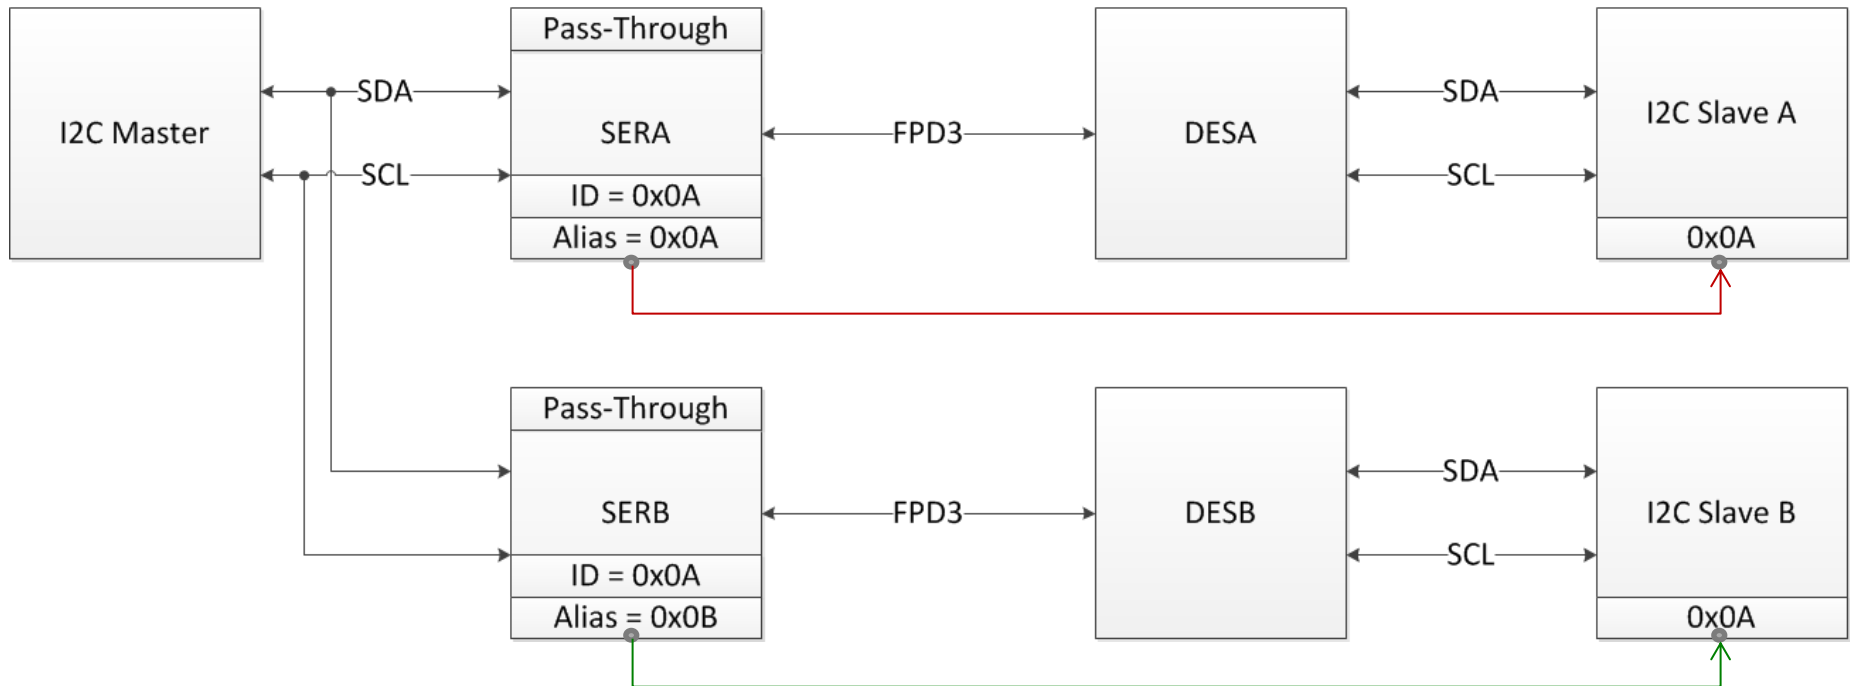 Pass-Through
I2C Master
SDA
SCL
SERA
ID = 0x0A
Alias = 0x0A
FPD3
DESA
SDA
SCL
I2C Slave A
0x0A
Pass-Through
SERB
ID = 0x0A
Alias = 0x0B
FPD3
DESB
SDA
SCL
I2C Slave B
0x0A